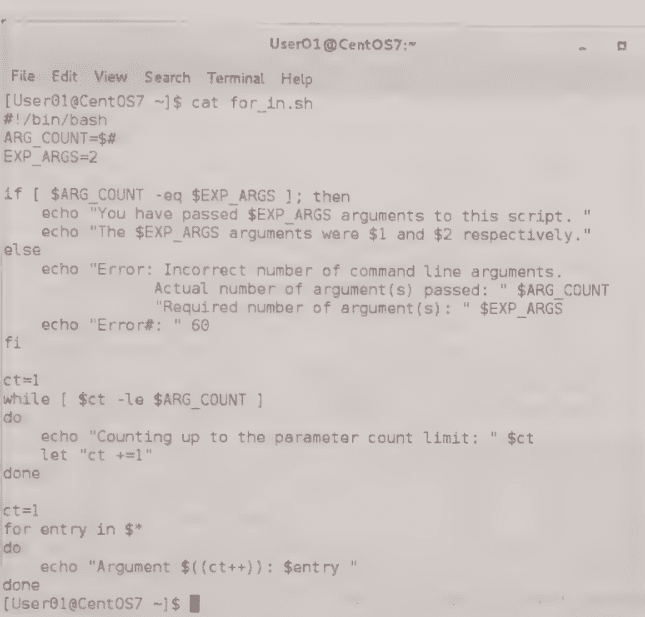 User01@CentOS7:~
File Edit View Search Terminal Help
[User01@CentOS7 ~]$ cat for_in.sh
#!/bin/bash
ARG_COUNT=$#
EXP_ARGS=2
if [ $ARG_COUNT -eq $EXP_ARGS ]; then
echo "You have passed $EXP_ARGS arguments to this script. "
echo "The $EXP_ARGS arguments were $1 and $2 respectively."
else
echo "Error: Incorrect number of command line arguments.
Actual number of argument(s) passed: " $ARG_COUNT
"Required number of argument(s): " $EXP_ARGS
echo "Error#: " 60
fi
ct=1
while [ $ct -le $ARG_COUNT ]
do
echo "Counting up to the parameter count limit: " $ct
let "ct +=1"
done
ct=1
for entry in $*
do
echo "Argument $((ct++)): $entry "
done
[User01@CentOS7 ~]$